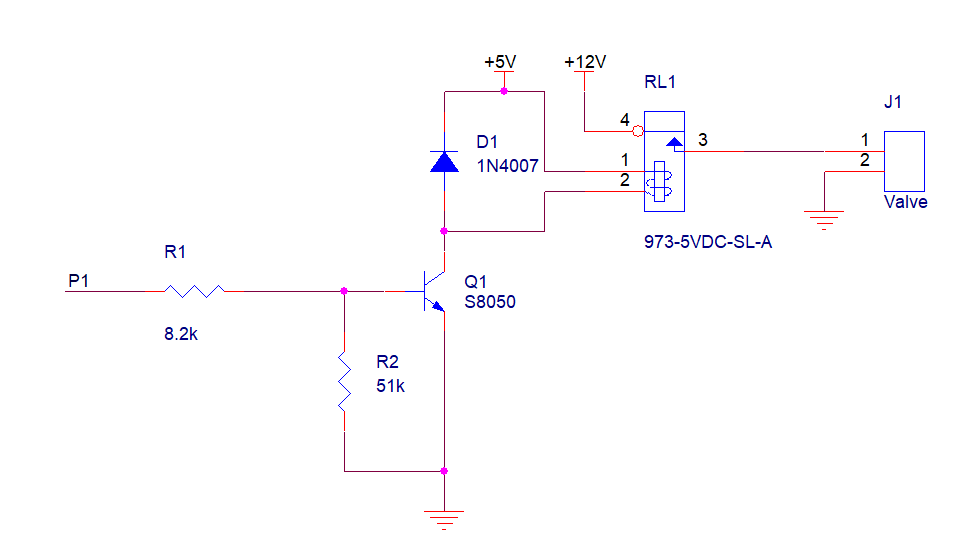 +5V
+12V
RL1
J1
4
D1
1N4007
3
1
1
2
2
Valve
973-5VDC-SL-A
R1
P1
Q1
S8050
8.2k
R2
51k